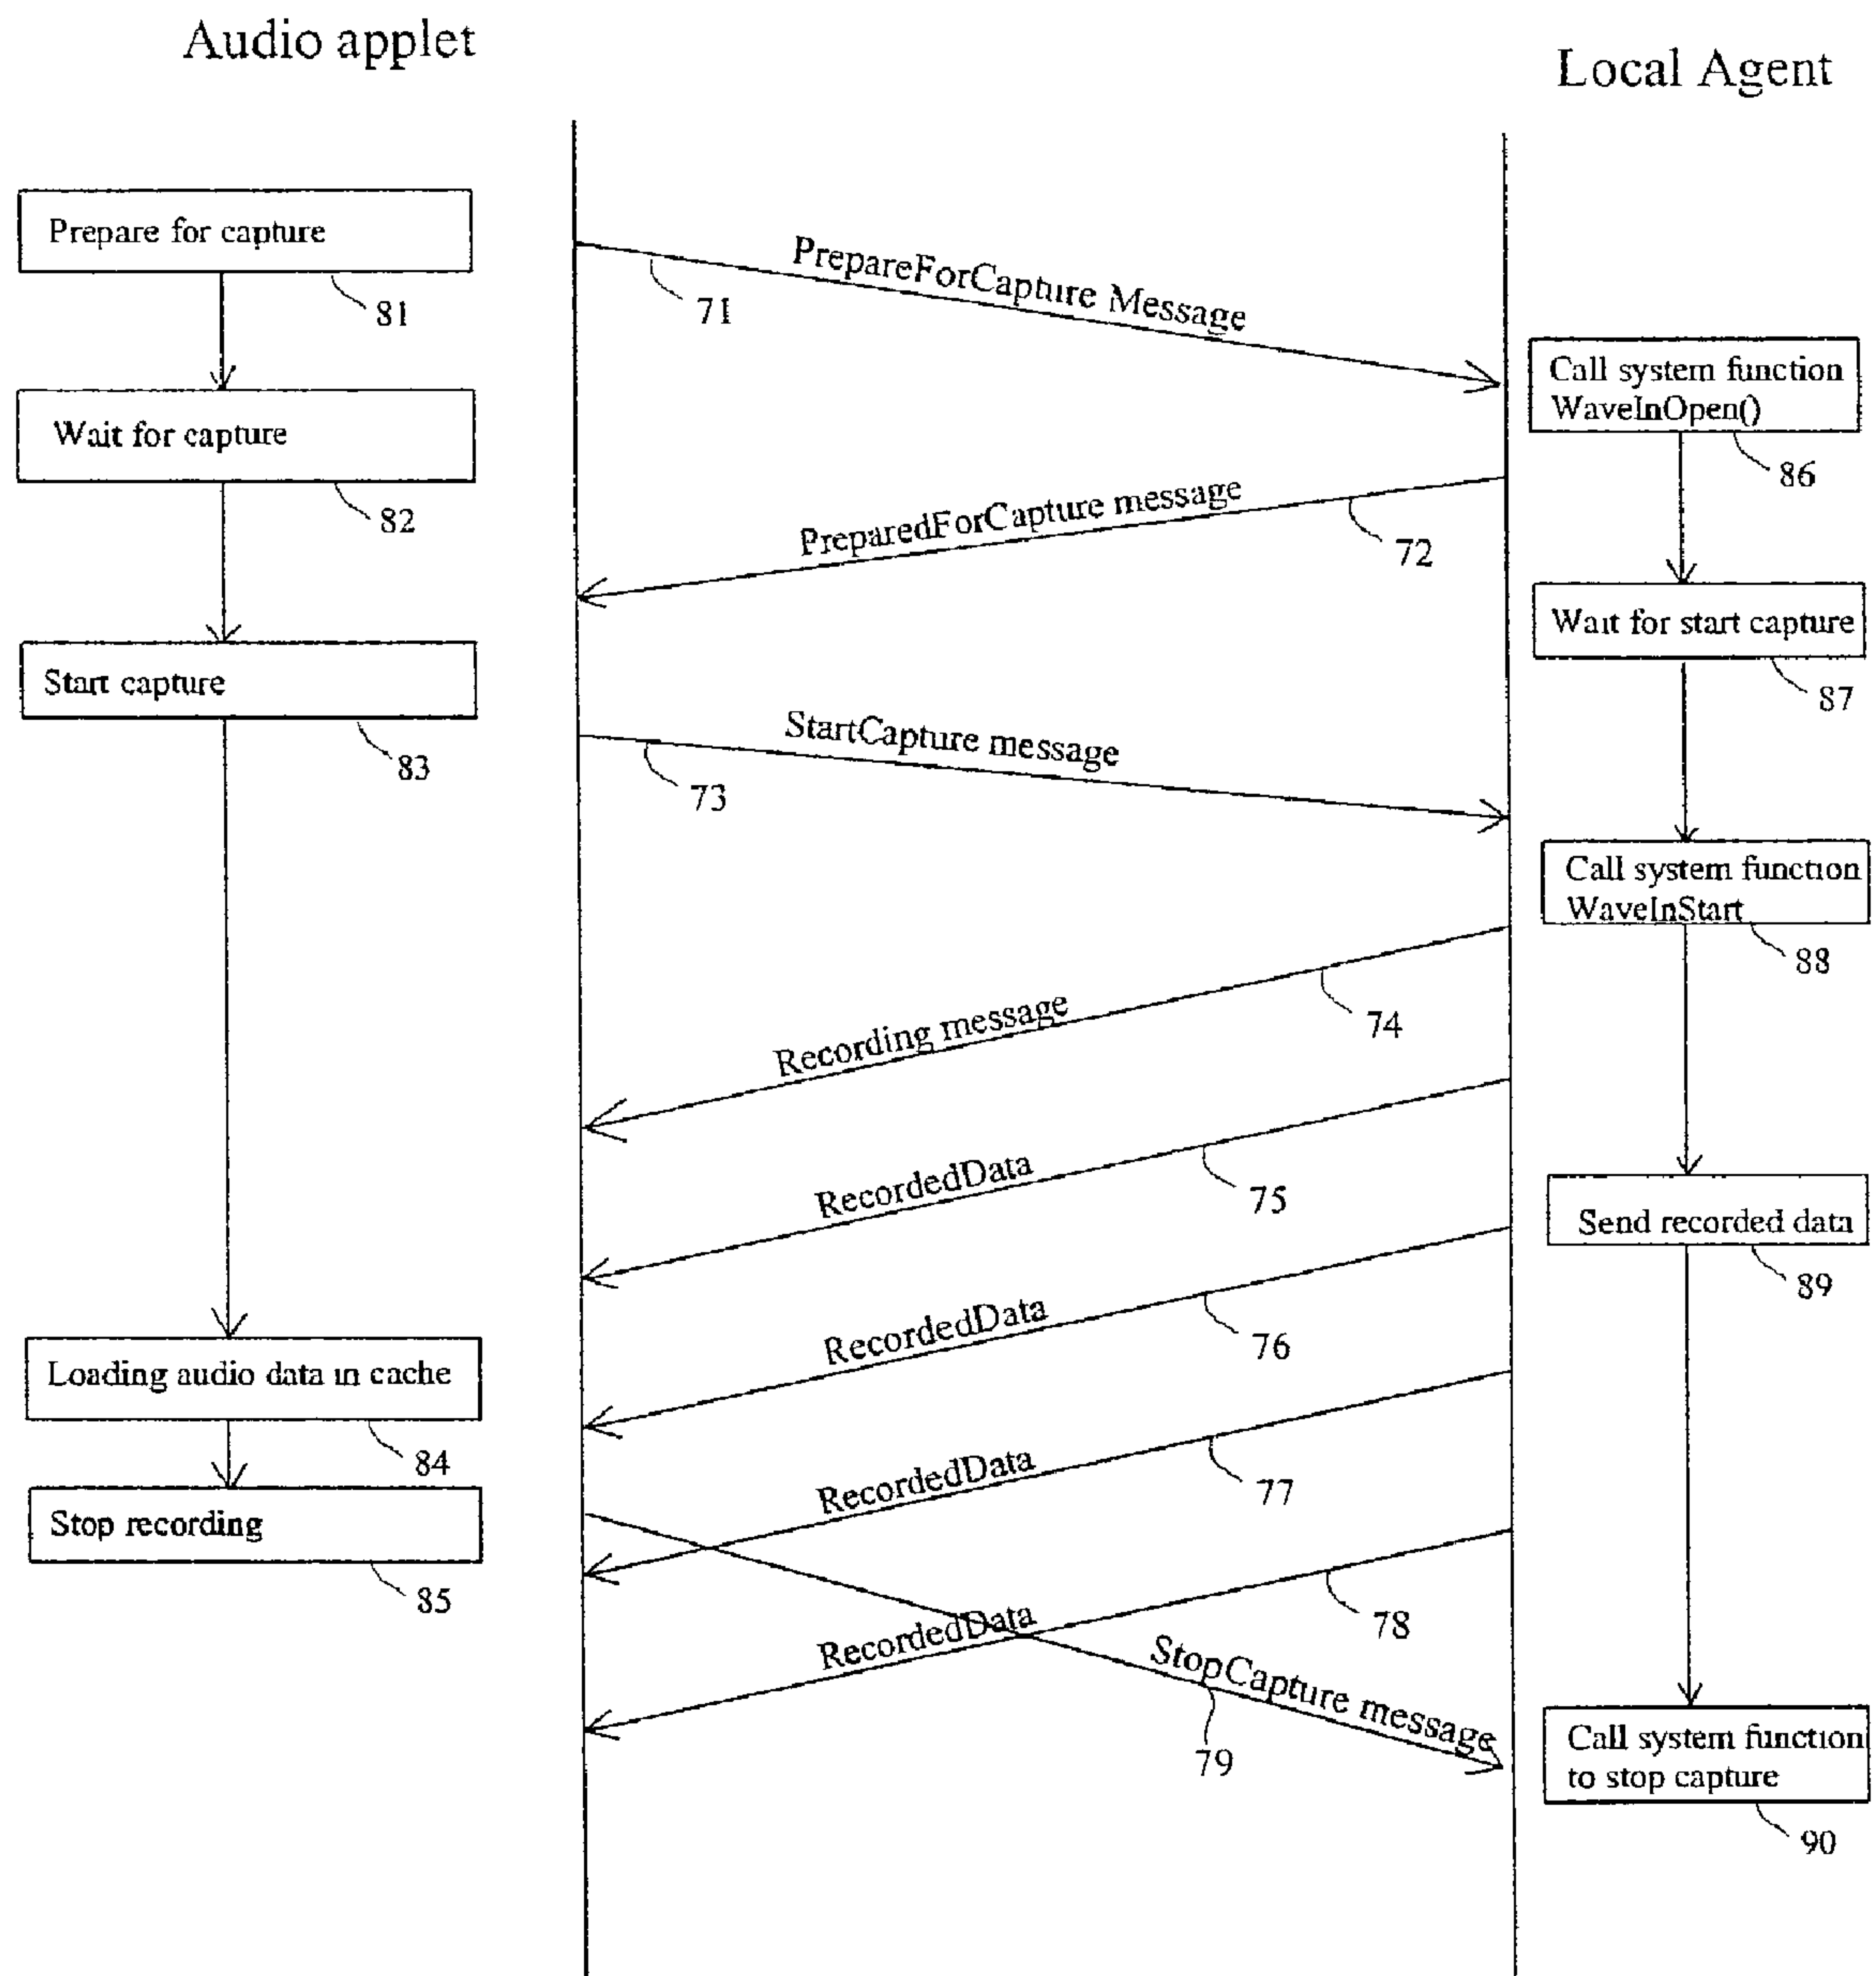 Audio applet
Local Agent
Prepare for capture
81
PrepareForCapture Message
71
Call system function
WaveInOpen()
86
Wait for capture
82
PreparedForCapture message
72
Wait for start capture
87
Start capture
83
StartCapture message
73
Call system function
WaveInStart
88
Recording message
74
RecordedData
75
Send recorded data
89
RecordedData
76
Loading audio data in cache
84
RecordedData
77
Stop recording
85
RecordedData
78
StopCapture message
79
Call system function
to stop capture
90